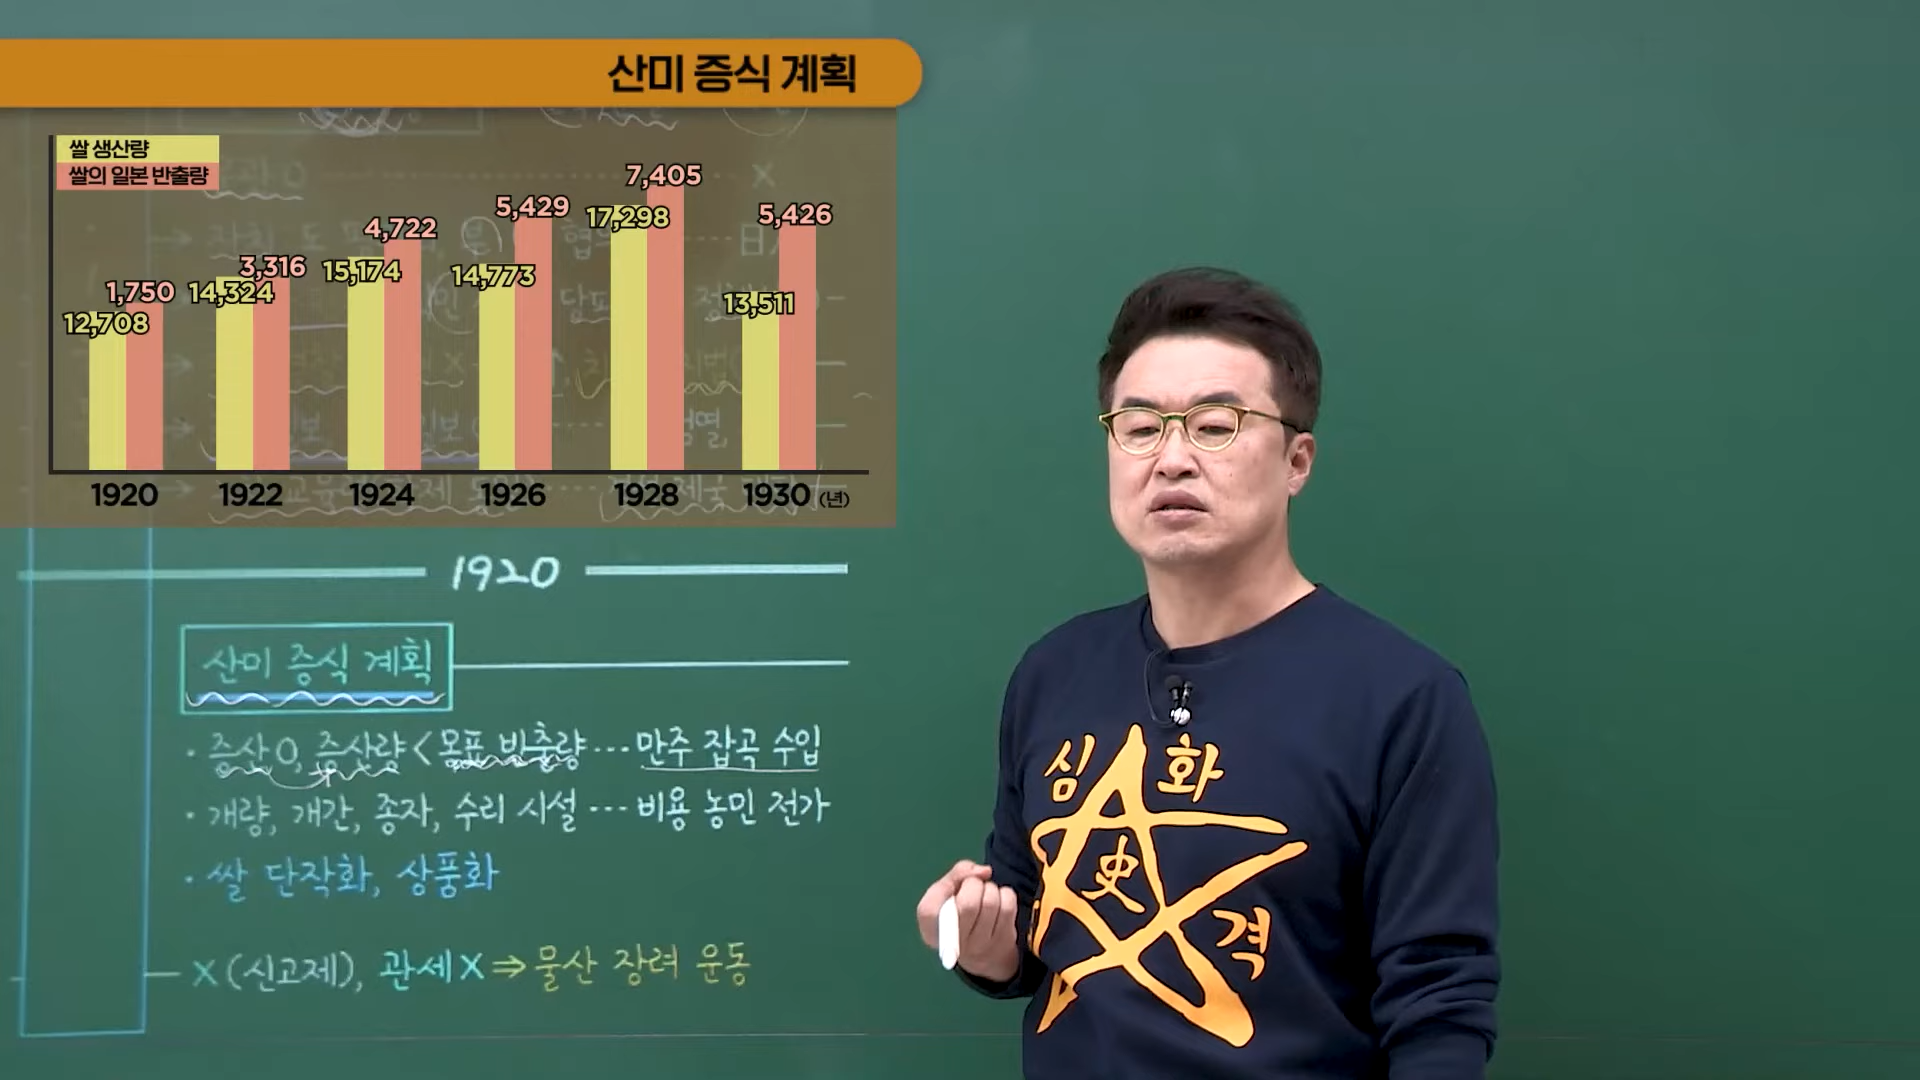 산미 증식 계획
쌀 생산량
쌀의 일본 반출량
12,708
1,750
14,324
3,316
15,174
4,722
14,773
5,429
17,298
7,405
13,511
5,426
1920 1922 1924 1926 1928 1930 (년)
1920
산미 증식 계획
· 증산O, 증산량 < 목표 반출량 ··· 만주 잡곡 수입
· 개량, 개간, 종자, 수리 시설 ··· 비용 농민 전가
· 쌀 단작화, 상품화
X (신고제), 관세 X ⇒ 물산 장려 운동
심화
史
격